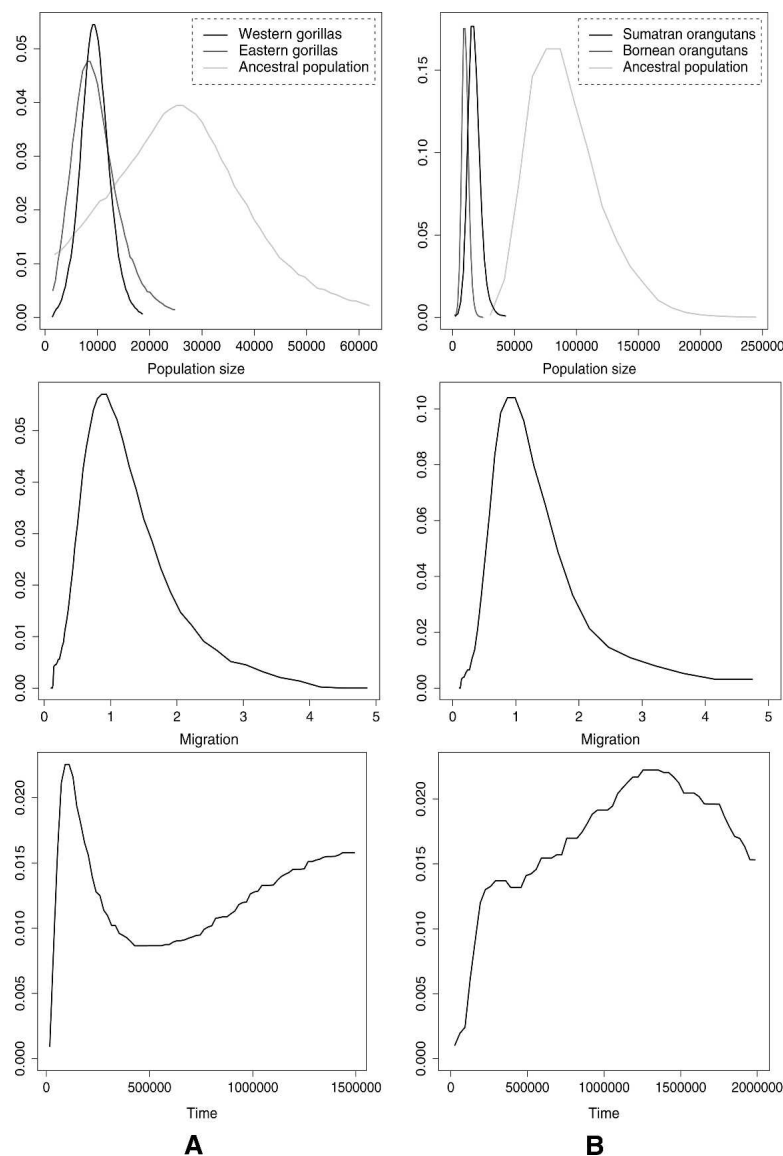 Western gorillas
Eastern gorillas
Ancestral population
0.05
0.04
0.03
0.02
0.01
0.00
0 10000 20000 30000 40000 50000 60000
Population size
Sumatran orangutans
Bornean orangutans
Ancestral population
0.15
0.10
0.05
0.00
0 50000 100000 150000 200000 250000
Population size
0.05
0.04
0.03
0.02
0.01
0.00
0 1 2 3 4 5
Migration
0.10
0.08
0.06
0.04
0.02
0.00
0 1 2 3 4 5
Migration
0.020
0.015
0.010
0.005
0.000
0 500000 1000000 1500000
Time
A
0.020
0.015
0.010
0.005
0.000
0 500000 1000000 1500000 2000000
Time
B